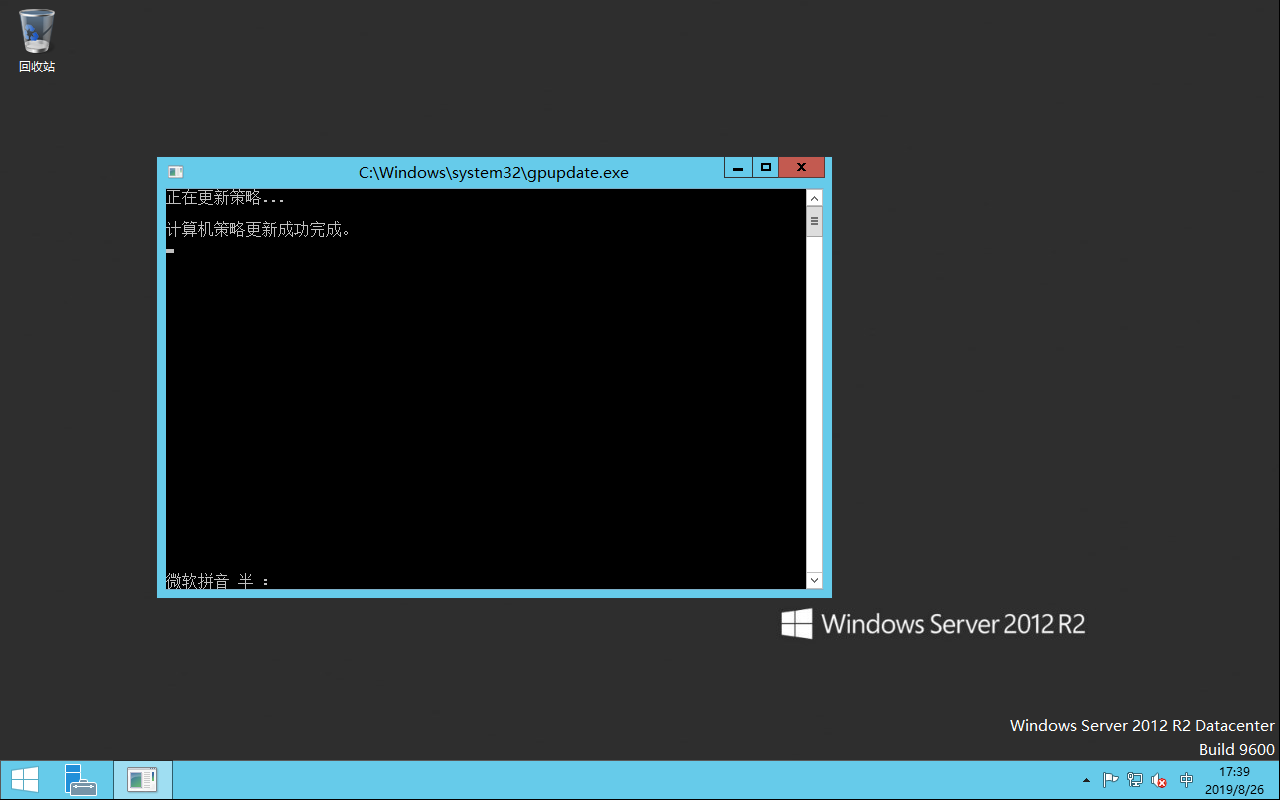 回收站
C:\Windows\system32\gpupdate.exe
正在更新策略...
计算机策略更新成功完成。
微软拼音 半 :
Windows Server 2012 R2
Windows Server 2012 R2 Datacenter
Build 9600
中
17:39
2019/8/26